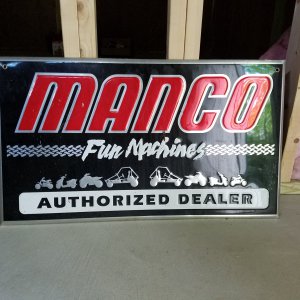 MANCO
Fun Machines
AUTHORIZED DEALER